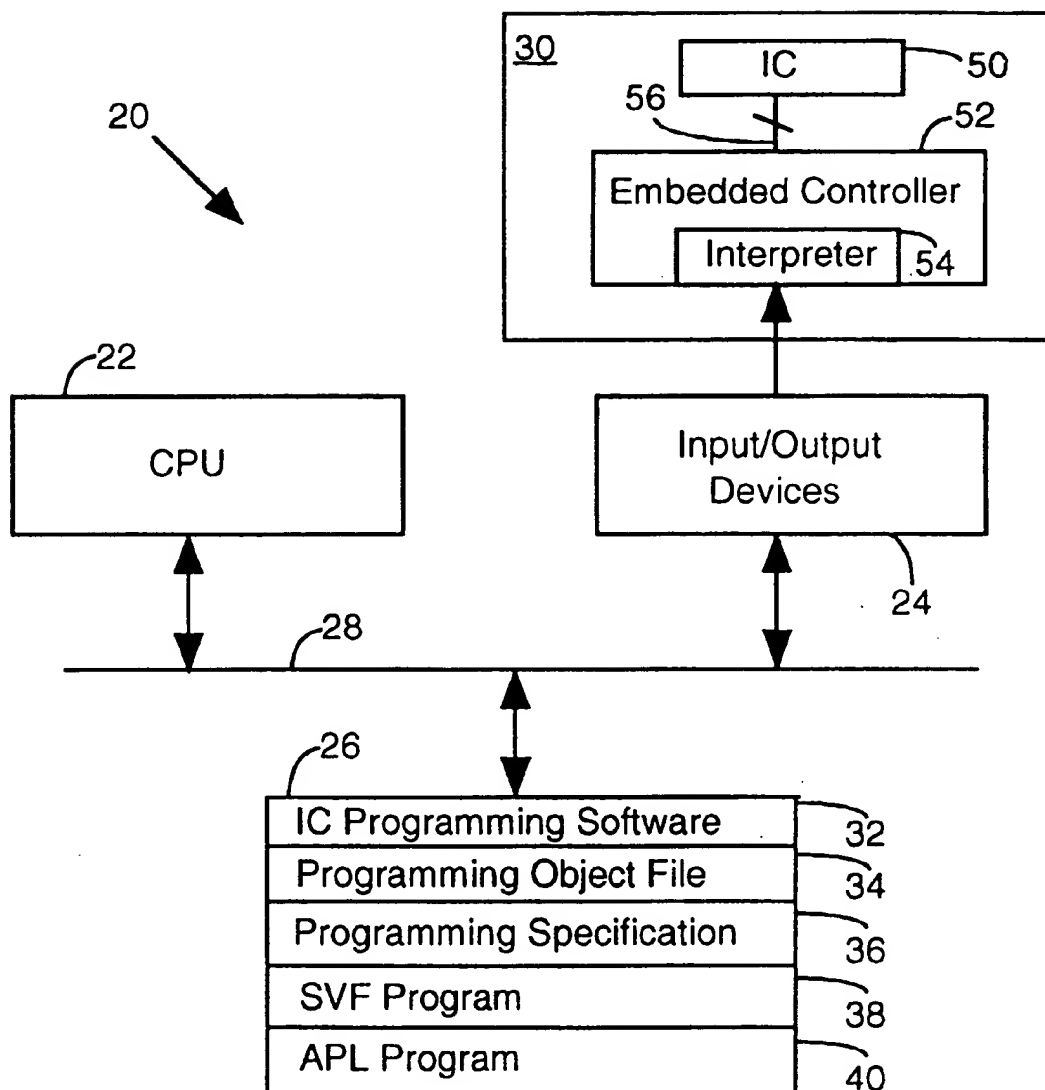 30
IC
50
56
20
52
Embedded Controller
Interpreter
54
22
CPU
Input/Output
Devices
24
28
26
IC Programming Software
32
Programming Object File
34
Programming Specification
36
SVF Program
38
APL Program
40